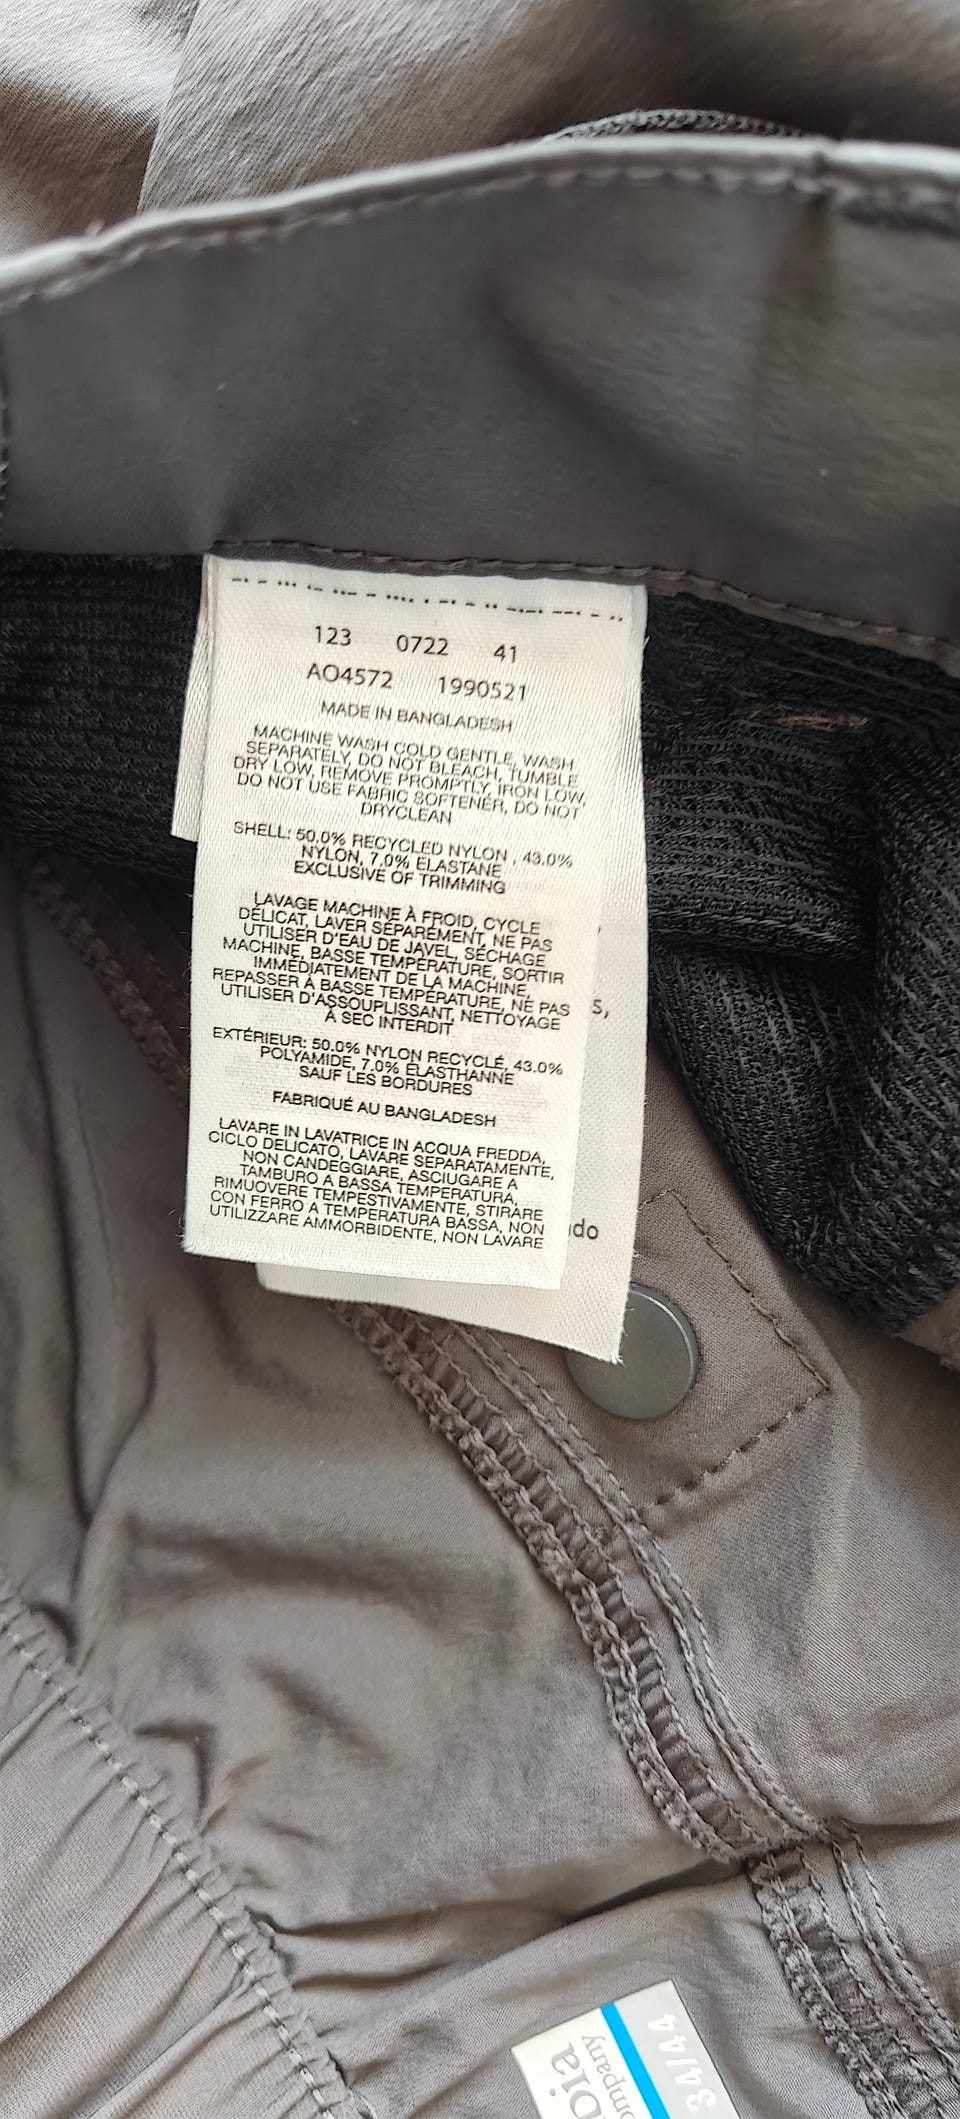 123 0722 41
AO4572 1990521
MADE IN BANGLADESH
MACHINE WASH COLD GENTLE, WASH
SEPARATELY, DO NOT BLEACH, TUMBLE
DRY LOW, REMOVE PROMPTLY, IRON LOW,
DO NOT USE FABRIC SOFTENER, DO NOT
DRYCLEAN
SHELL: 50.0% RECYCLED NYLON , 43.0%
NYLON, 7.0% ELASTANE
EXCLUSIVE OF TRIMMING
LAVAGE MACHINE À FROID, CYCLE
DÉLICAT, LAVER SÉPARÉMENT, NE PAS
UTILISER D'EAU DE JAVEL, SÉCHAGE
MACHINE, BASSE TEMPÉRATURE, SORTIR
IMMÉDIATEMENT DE LA MACHINE,
REPASSER À BASSE TEMPÉRATURE, NE PAS
UTILISER D'ASSOUPLISSANT, NETTOYAGE
À SEC INTERDIT
EXTÉRIEUR: 50.0% NYLON RECYCLÉ, 43.0%
POLYAMIDE, 7.0% ELASTHANNE
SAUF LES BORDURES
FABRIQUÉ AU BANGLADESH
LAVARE IN LAVATRICE IN ACQUA FREDDA,
CICLO DELICATO, LAVARE SEPARATAMENTE,
NON CANDEGGIARE, ASCIUGARE A
TAMBURO A BASSA TEMPERATURA,
RIMUOVERE TEMPESTIVAMENTE, STIRARE
CON FERRO A TEMPERATURA BASSA, NON
UTILIZZARE AMMORBIDENTE, NON LAVARE
s,
do
bia
ompany
34/44